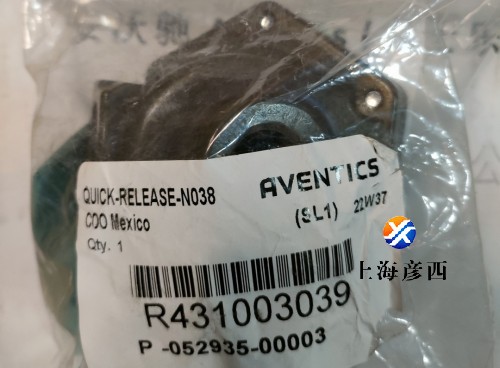 QUICK-RELEASE-N038
COO Mexico
Qty. 1
AVENTICS
(SL1) 22W37
上海彦西
R431003039
P-052935-00003